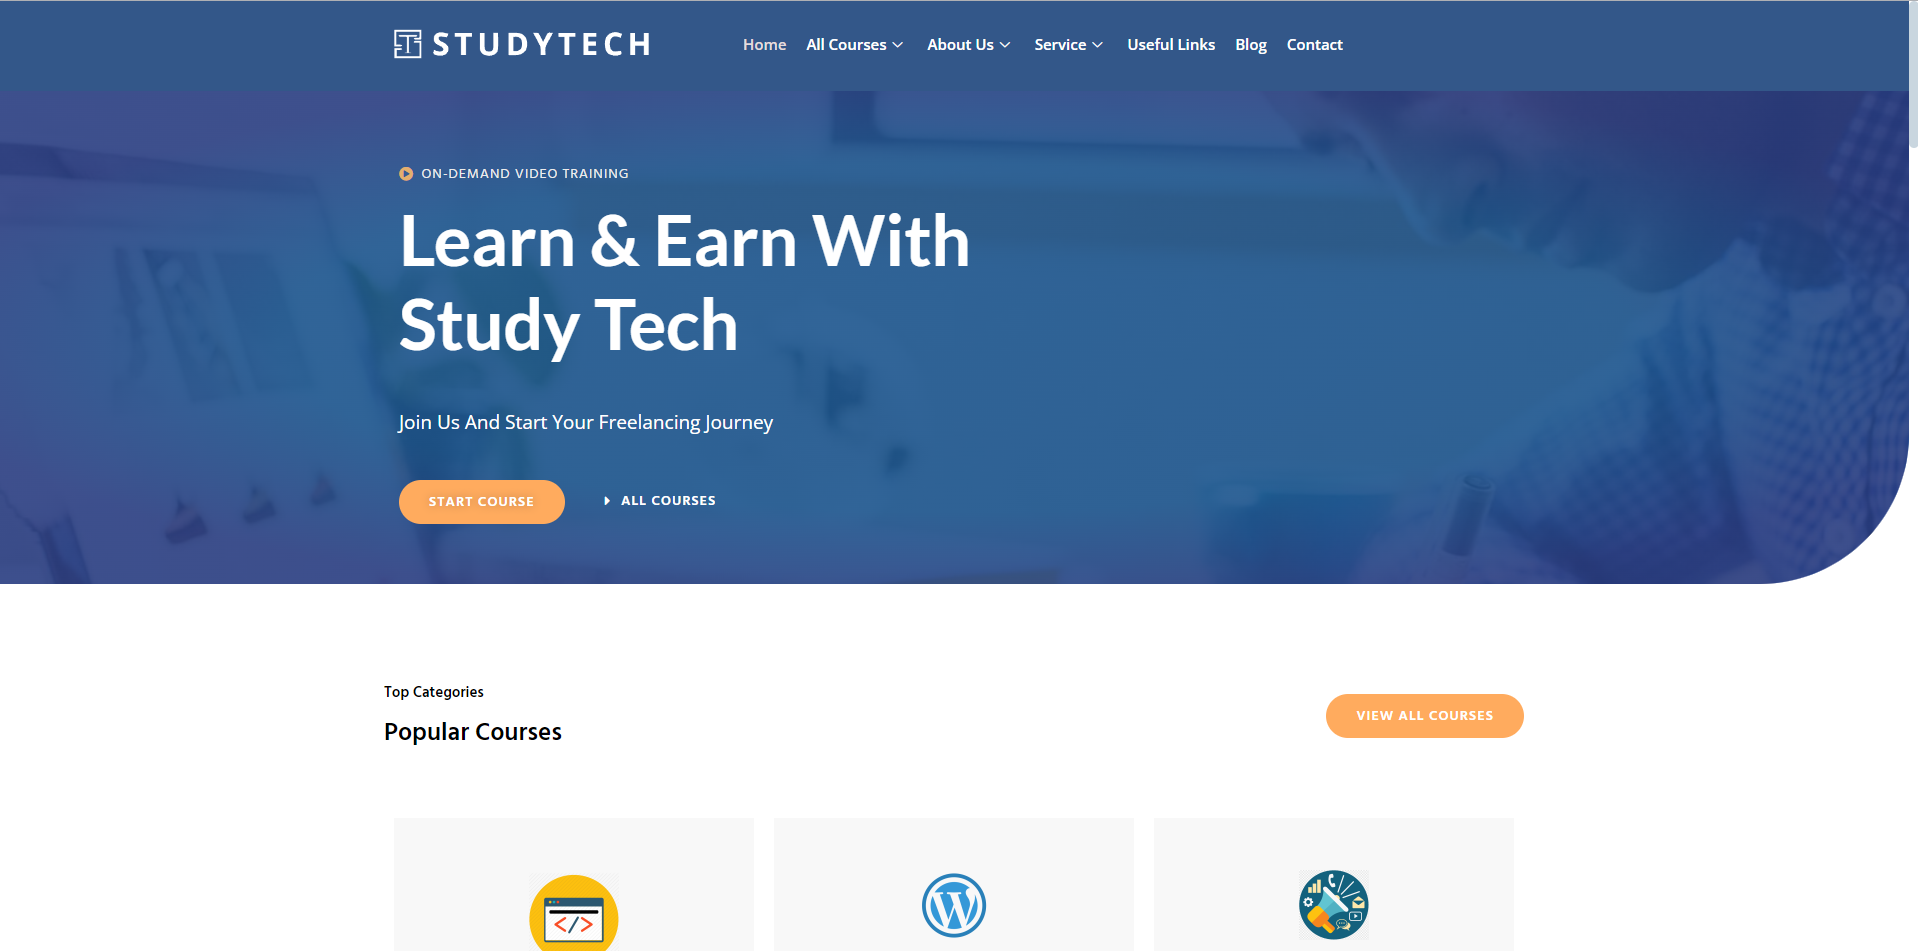 STUDYTECH
Home All Courses About Us Service Useful Links Blog Contact
ON-DEMAND VIDEO TRAINING
Learn & Earn With
Study Tech
Join Us And Start Your Freelancing Journey
START COURSE ALL COURSES
Top Categories
Popular Courses
VIEW ALL COURSES